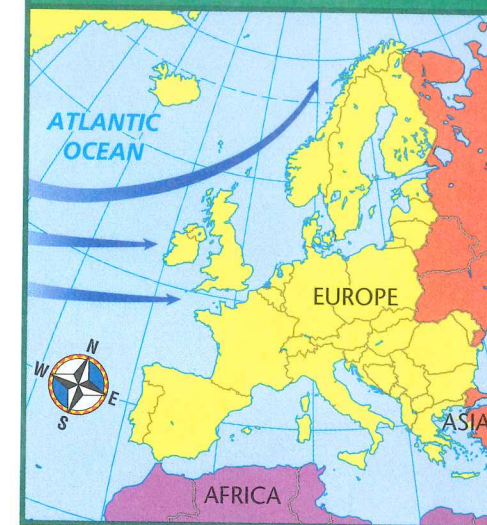 ATLANTIC
OCEAN
EUROPE
N
W
E
S
ASIA
AFRICA